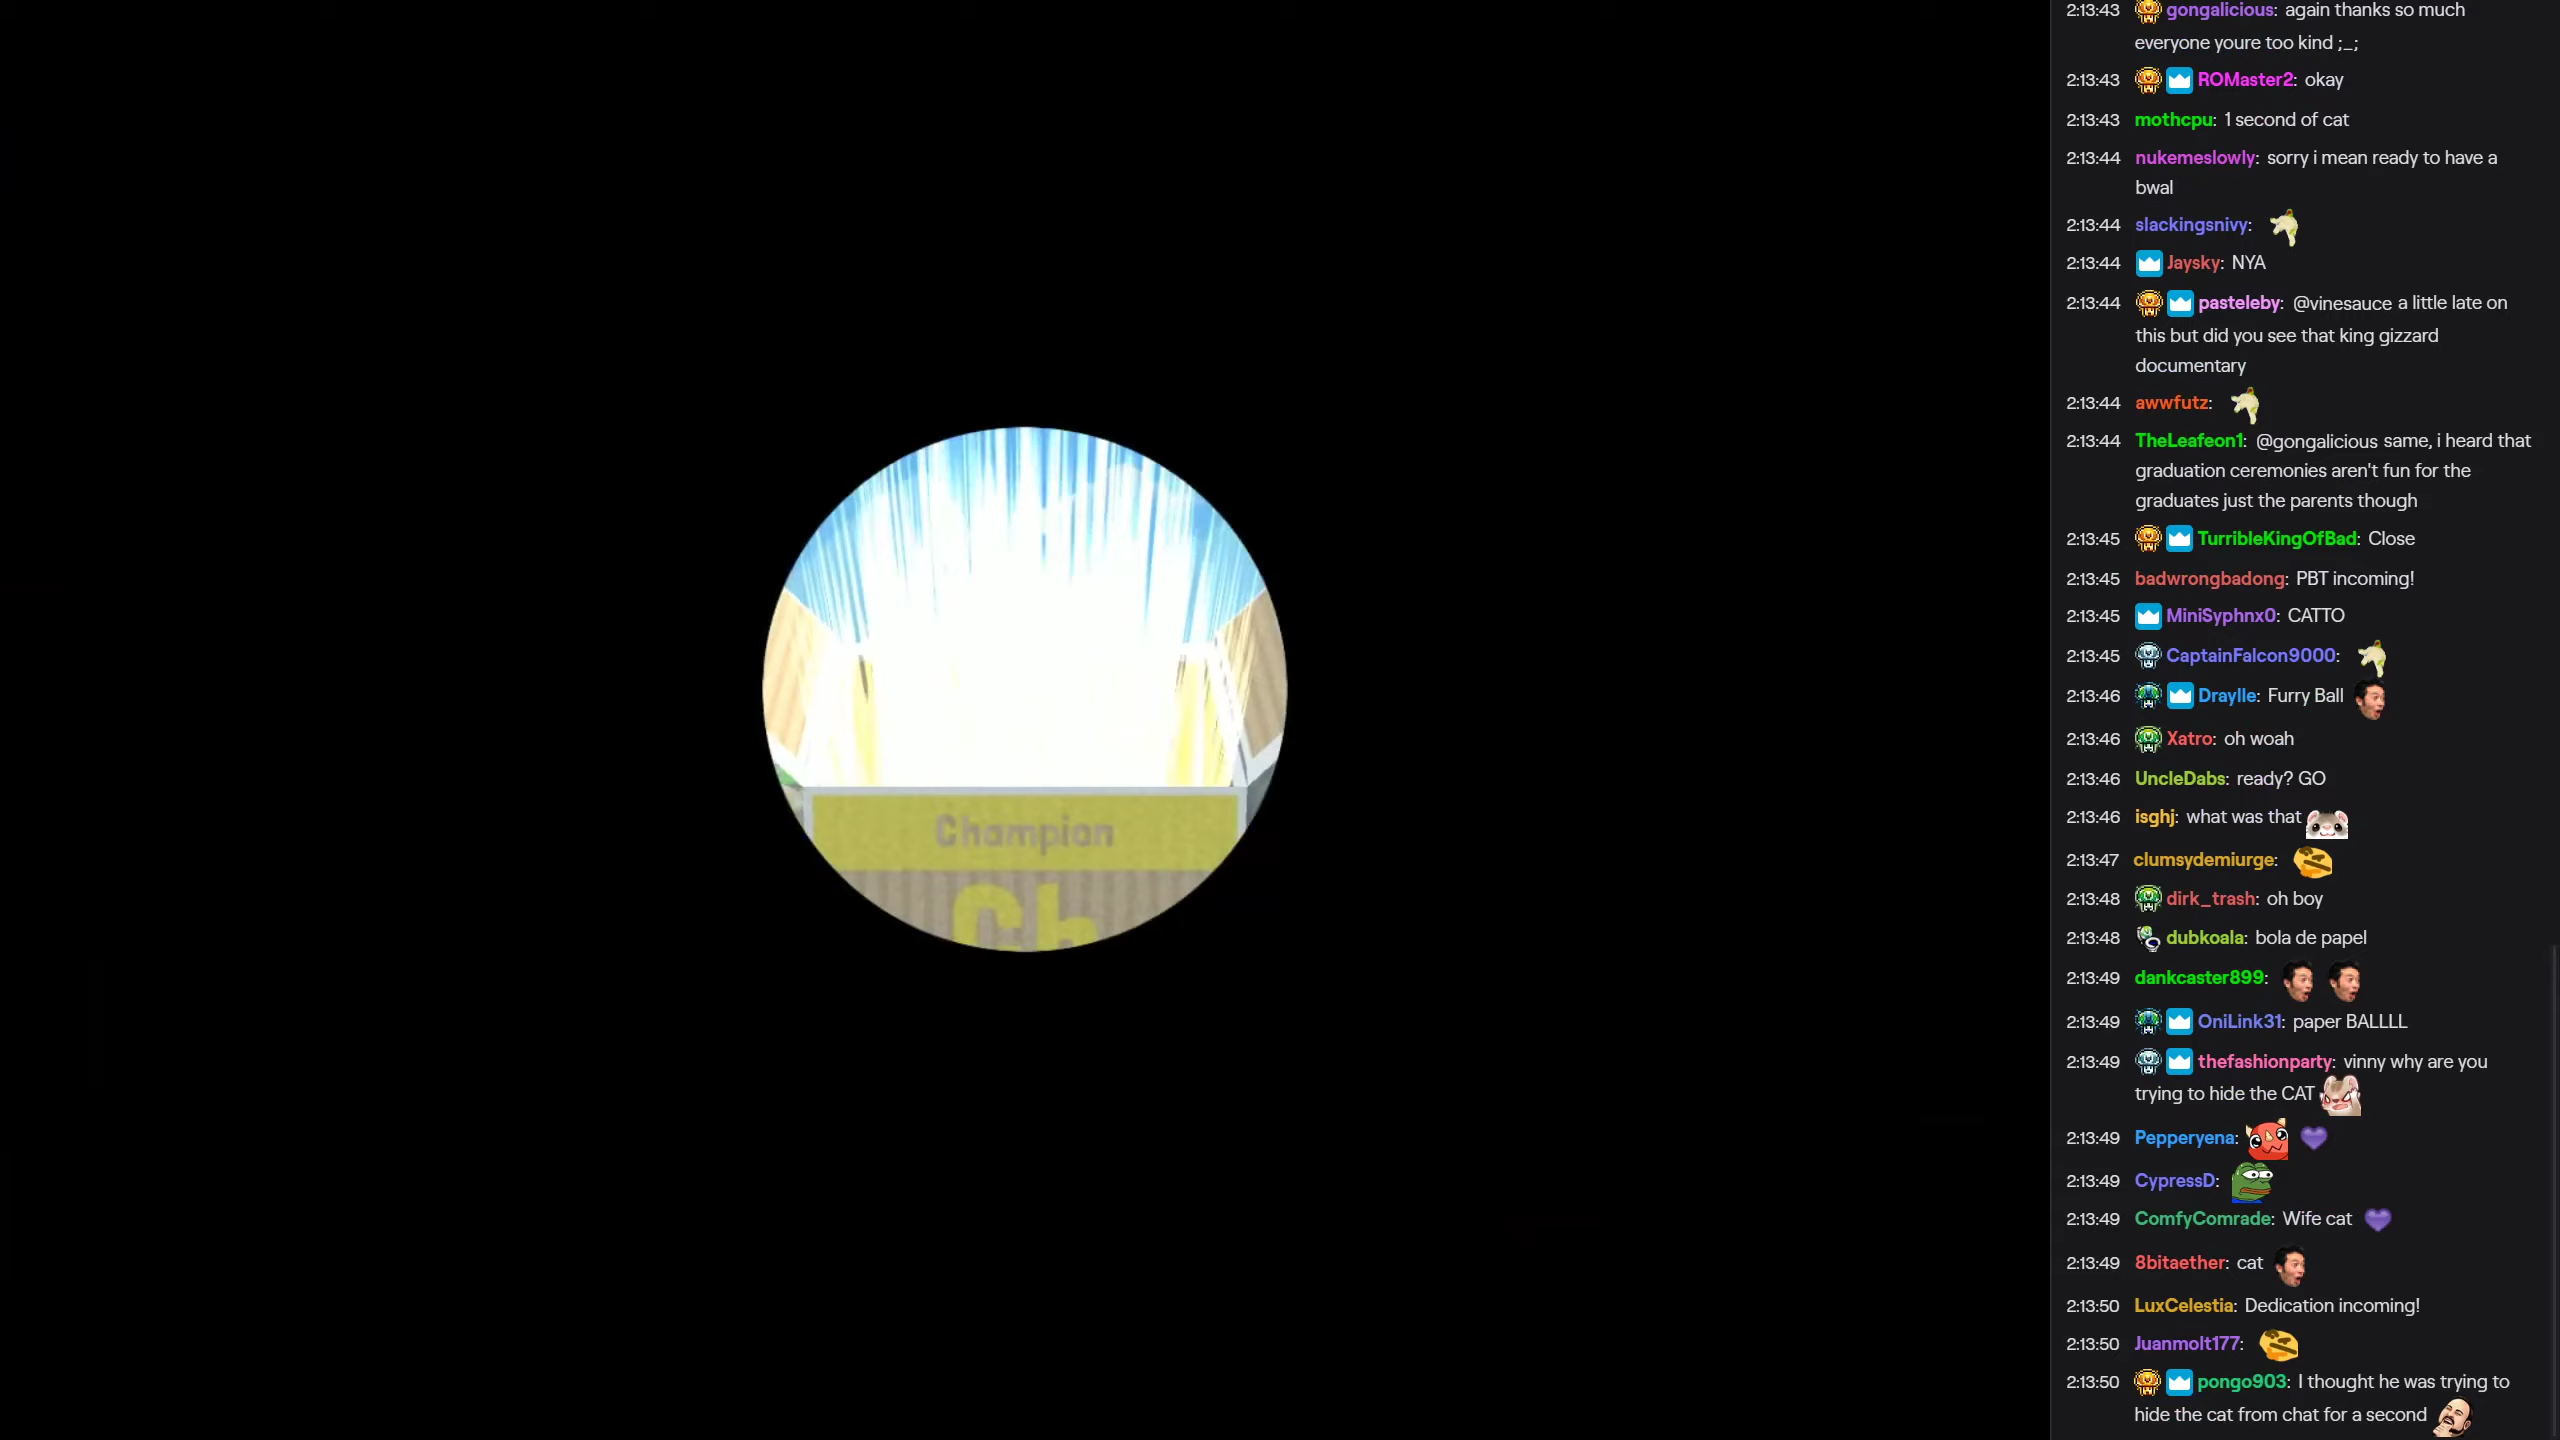 Champion
Ch
2:13:43 gongalicious: again thanks so much
everyone youre too kind ;_;
2:13:43 ROMaster2: okay
2:13:43 mothcpu: 1 second of cat
2:13:44 nukemeslowly: sorry i mean ready to have a
bwal
2:13:44 slackingsnivy:
2:13:44 Jaysky: NYA
2:13:44 pasteleby: @vinesauce a little late on
this but did you see that king gizzard
documentary
2:13:44 awwfutz:
2:13:44 TheLeafeon1: @gongalicious same, i heard that
graduation ceremonies aren't fun for the
graduates just the parents though
2:13:45 TurribleKingOfBad: Close
2:13:45 badwrongbadong: PBT incoming!
2:13:45 MiniSyphnx0: CATTO
2:13:45 CaptainFalcon9000:
2:13:46 Draylle: Furry Ball
2:13:46 Xatro: oh woah
2:13:46 UncleDabs: ready? GO
2:13:46 isghj: what was that
2:13:47 clumsydemiurge:
2:13:48 dirk_trash: oh boy
2:13:48 dubkoala: bola de papel
2:13:49 dankcaster899:
2:13:49 OniLink31: paper BALLLL
2:13:49 thefashionparty: vinny why are you
trying to hide the CAT
2:13:49 Pepperyena:
2:13:49 CypressD:
2:13:49 ComfyComrade: Wife cat
2:13:49 8bitaether: cat
2:13:50 LuxCelestia: Dedication incoming!
2:13:50 Juanmolt177:
2:13:50 pongo903: I thought he was trying to
hide the cat from chat for a second